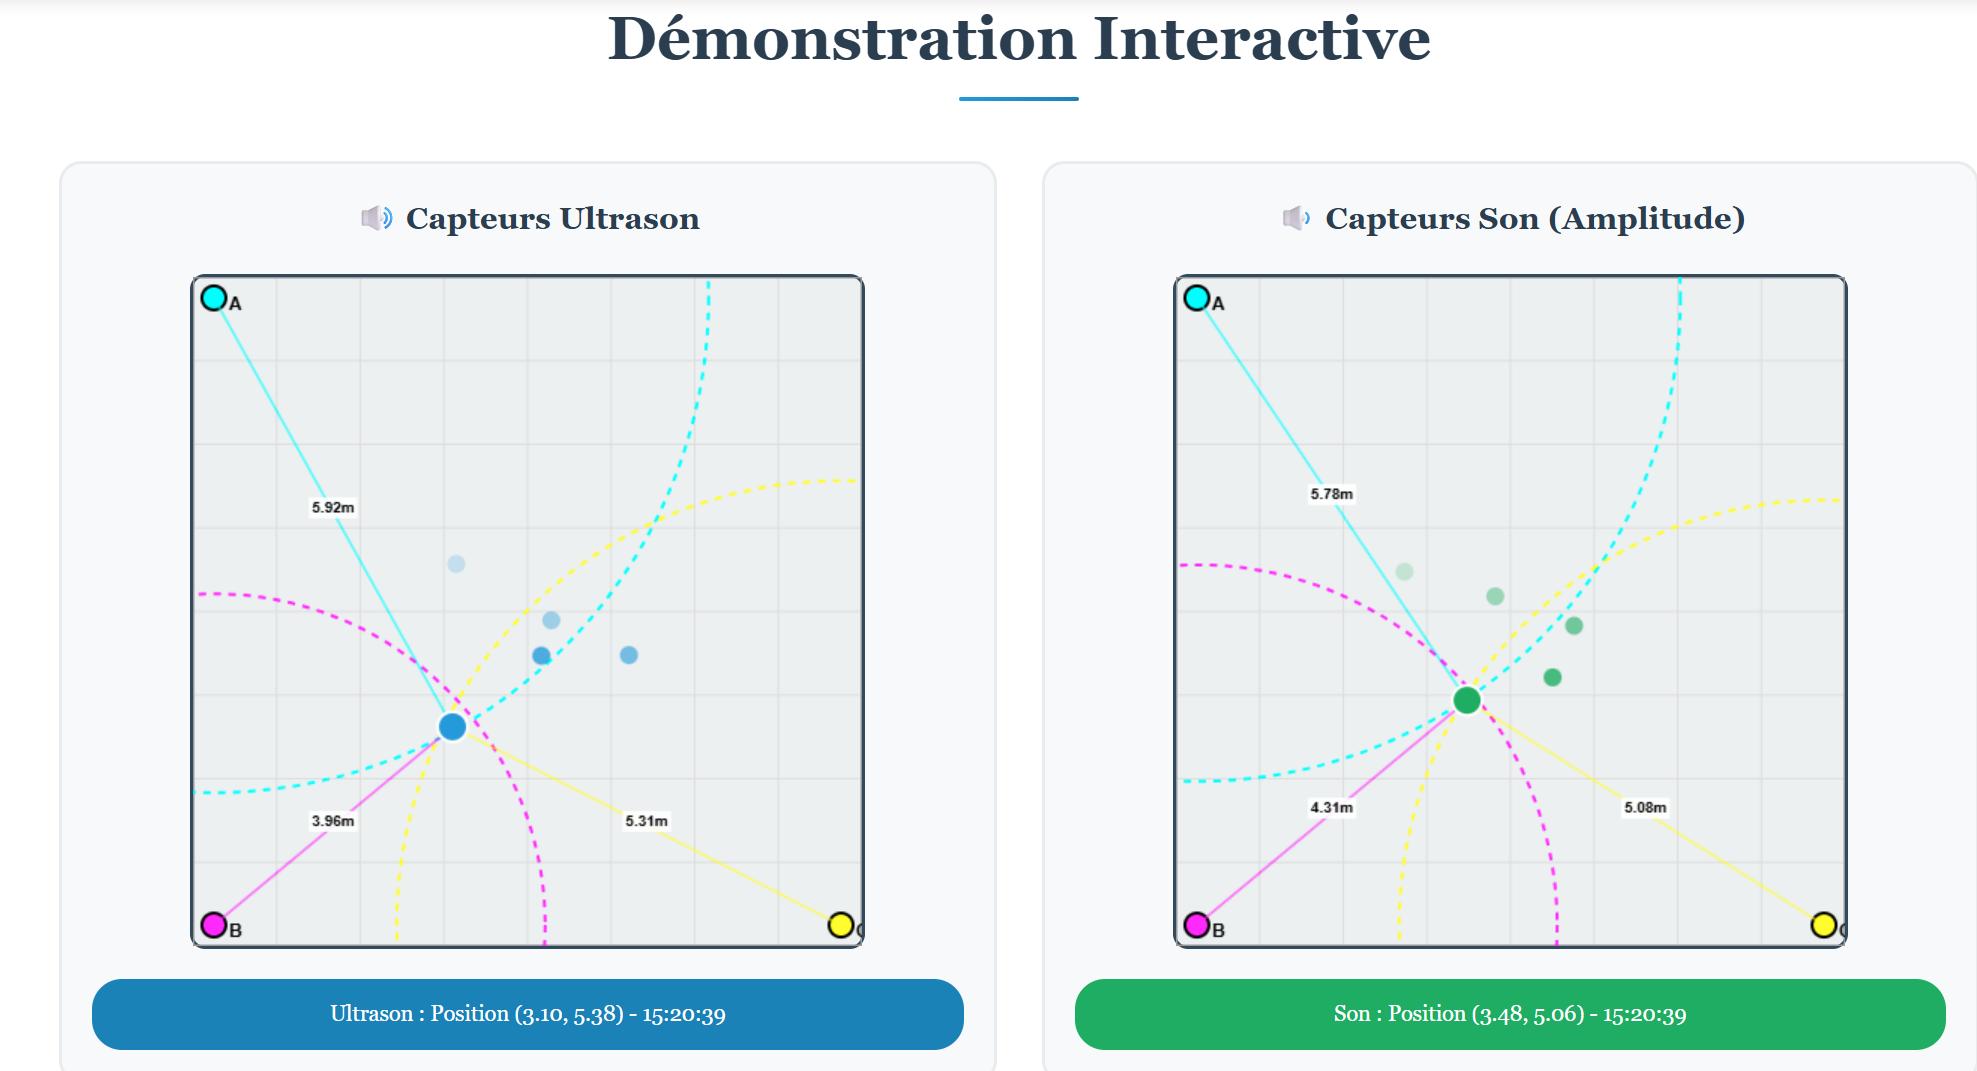 Démonstration Interactive
Capteurs Ultrason
A
5.92m
3.96m
5.31m
B
Ultrason : Position (3.10, 5.38) - 15:20:39
Capteurs Son (Amplitude)
A
5.78m
4.31m
5.08m
B
Son : Position (3.48, 5.06) - 15:20:39